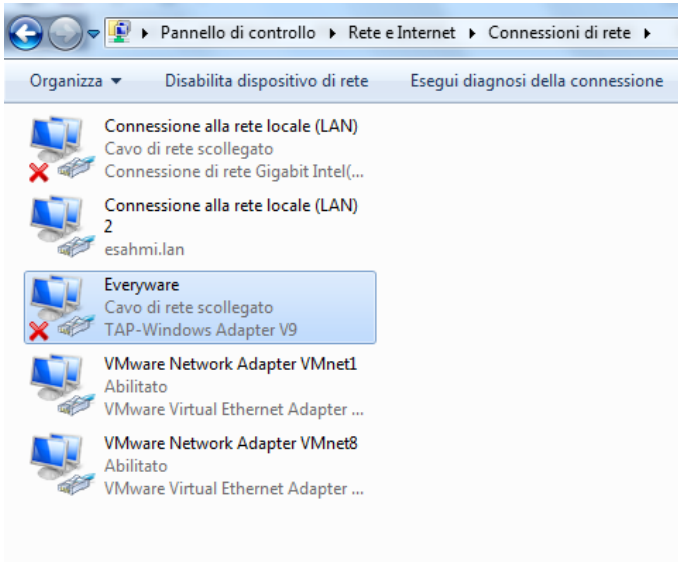 Pannello di controllo Rete e Internet Connessioni di rete
Organizza Disabilita dispositivo di rete Esegui diagnosi della connessione
Connessione alla rete locale (LAN)
Cavo di rete scollegato
Connessione di rete Gigabit Intel(...
Connessione alla rete locale (LAN)
2
esahmi.lan
Everyware
Cavo di rete scollegato
TAP-Windows Adapter V9
VMware Network Adapter VMnet1
Abilitato
VMware Virtual Ethernet Adapter ...
VMware Network Adapter VMnet8
Abilitato
VMware Virtual Ethernet Adapter ...